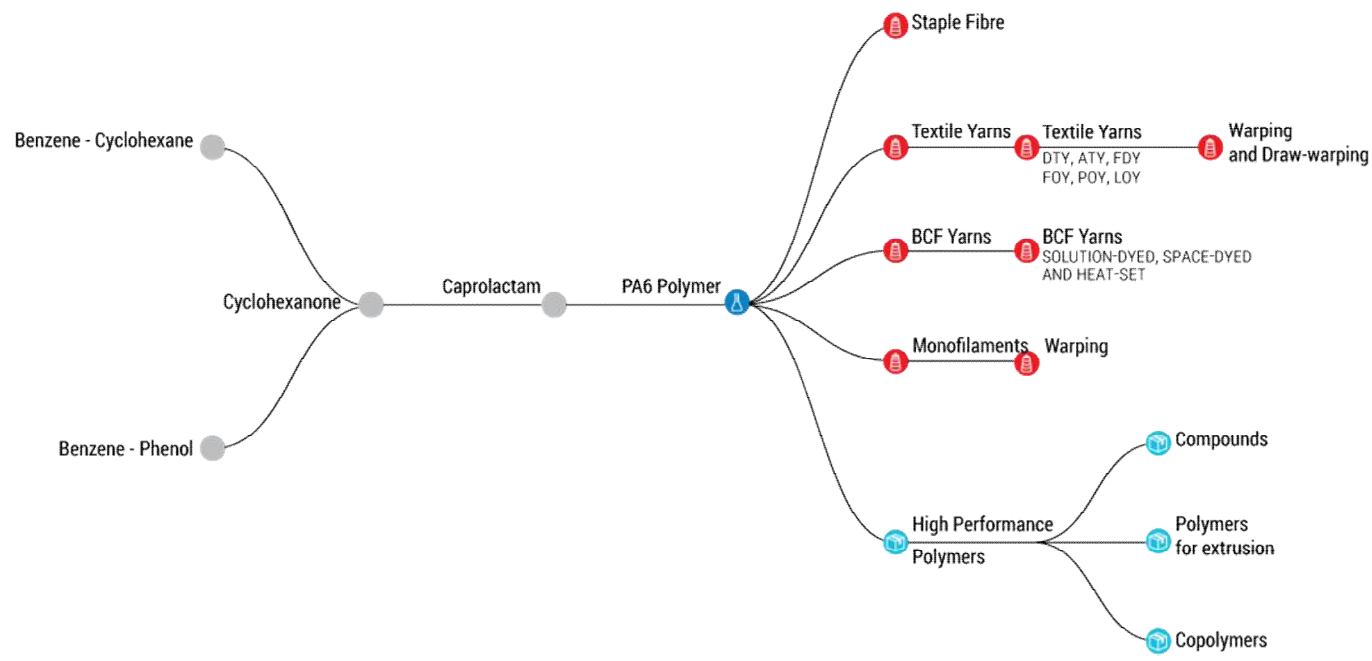 Staple Fibre
Benzene - Cyclohexane
Textile Yarns
Textile Yarns
DTY, ATY, FDY
FOY, POY, LOY
Warping
and Draw-warping
BCF Yarns
BCF Yarns
SOLUTION-DYED, SPACE-DYED
AND HEAT-SET
Cyclohexanone
Caprolactam
PA6 Polymer
Monofilaments
Warping
Benzene - Phenol
High Performance
Polymers
Compounds
Polymers
for extrusion
Copolymers